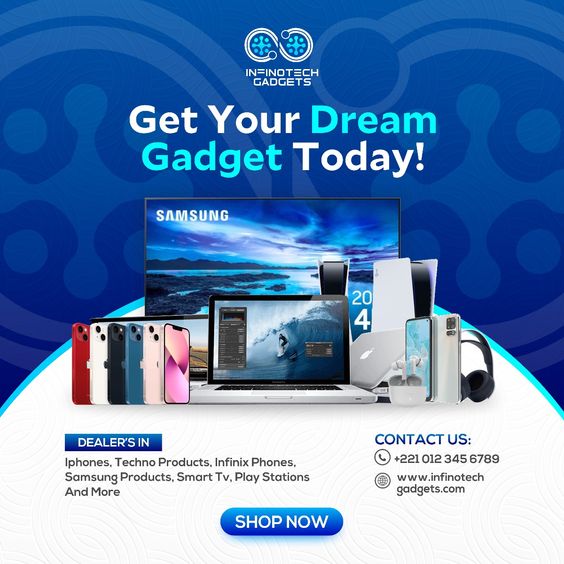 INFINOTECH
GADGETS
Get Your Dream
Gadget Today!
SAMSUNG
20
4
DEALER'S IN
Iphones, Techno Products, Infinix Phones,
Samsung Products, Smart Tv, Play Stations
And More
CONTACT US:
+221 012 345 6789
www.infinotech
gadgets.com
SHOP NOW